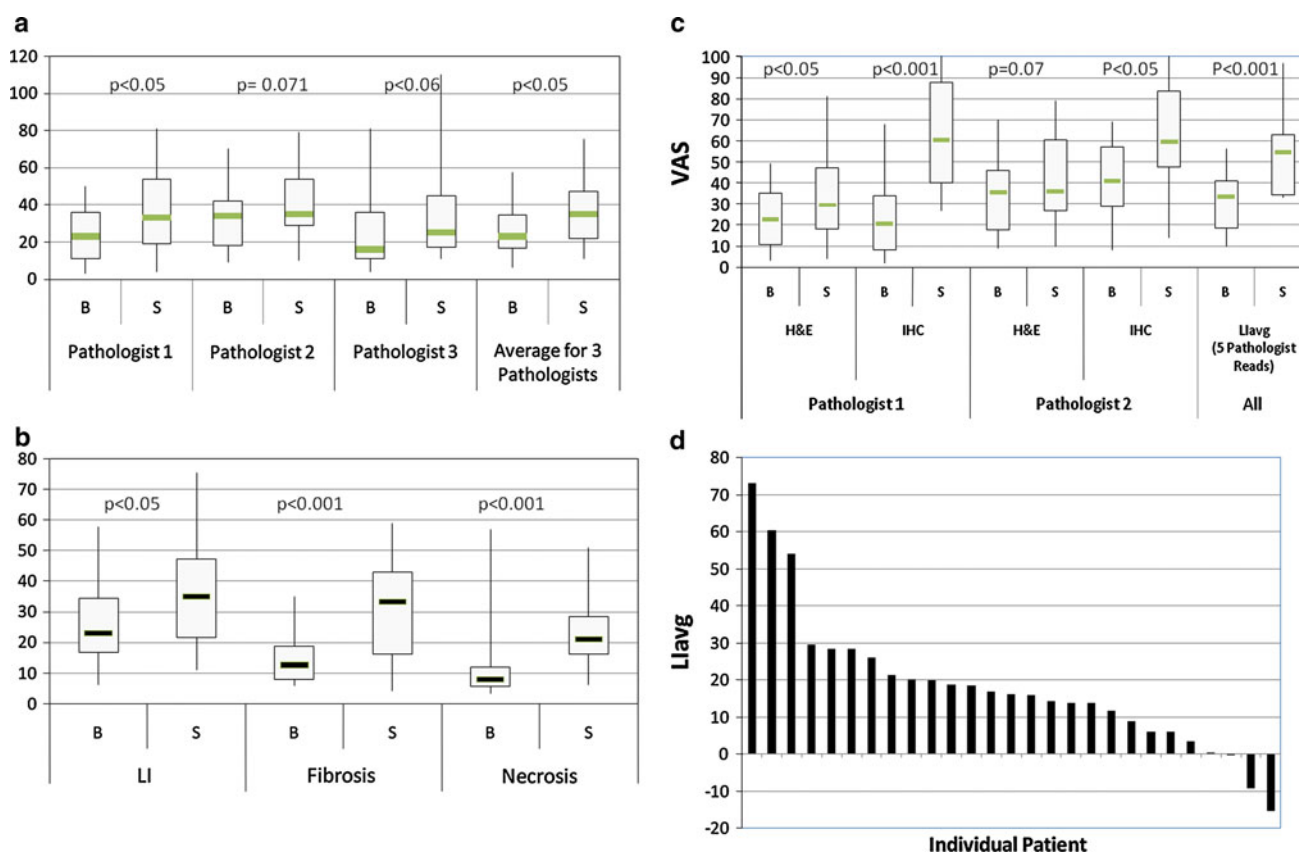 a
120
100
80
60
40
20
0
p<0.05 p= 0.071 p<0.06 p<0.05
B S B S B S B S
Pathologist 1 Pathologist 2 Pathologist 3 Average for 3
Pathologists
b
80
70
60
50
40
30
20
10
0
p<0.05 p<0.001 p<0.001
B S B S B S
LI Fibrosis Necrosis
c
VAS
100
90
80
70
60
50
40
30
20
10
0
p<0.05 p<0.001 p=0.07 P<0.05 P<0.001
B S B S B S B S B S
H&E IHC H&E IHC LIavg
(5 Pathologist
Reads)
Pathologist 1 Pathologist 2 All
d
LIavg
80
70
60
50
40
30
20
10
0
-10
-20
Individual Patient